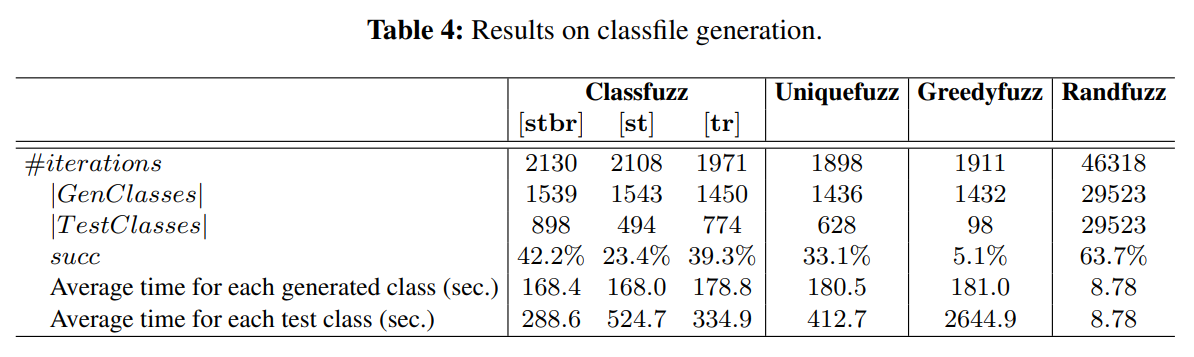 Table 4: Results on classfile generation.
Classfuzz Uniquefuzz Greedyfuzz Randfuzz
[stbr] [st] [tr]
#iterations 2130 2108 1971 1898 1911 46318
|GenClasses| 1539 1543 1450 1436 1432 29523
|TestClasses| 898 494 774 628 98 29523
succ 42.2% 23.4% 39.3% 33.1% 5.1% 63.7%
Average time for each generated class (sec.) 168.4 168.0 178.8 180.5 181.0 8.78
Average time for each test class (sec.) 288.6 524.7 334.9 412.7 2644.9 8.78